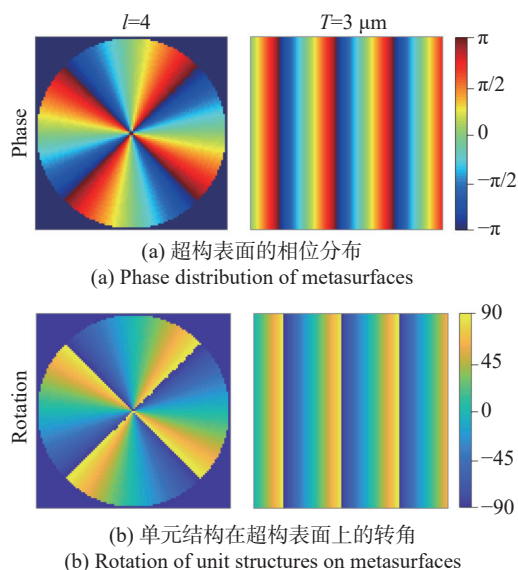 l=4
T=3 μm
Phase
π
π/2
0
−π/2
−π
(a) 超构表面的相位分布
(a) Phase distribution of metasurfaces
Rotation
90
45
0
−45
−90
(b) 单元结构在超构表面上的转角
(b) Rotation of unit structures on metasurfaces